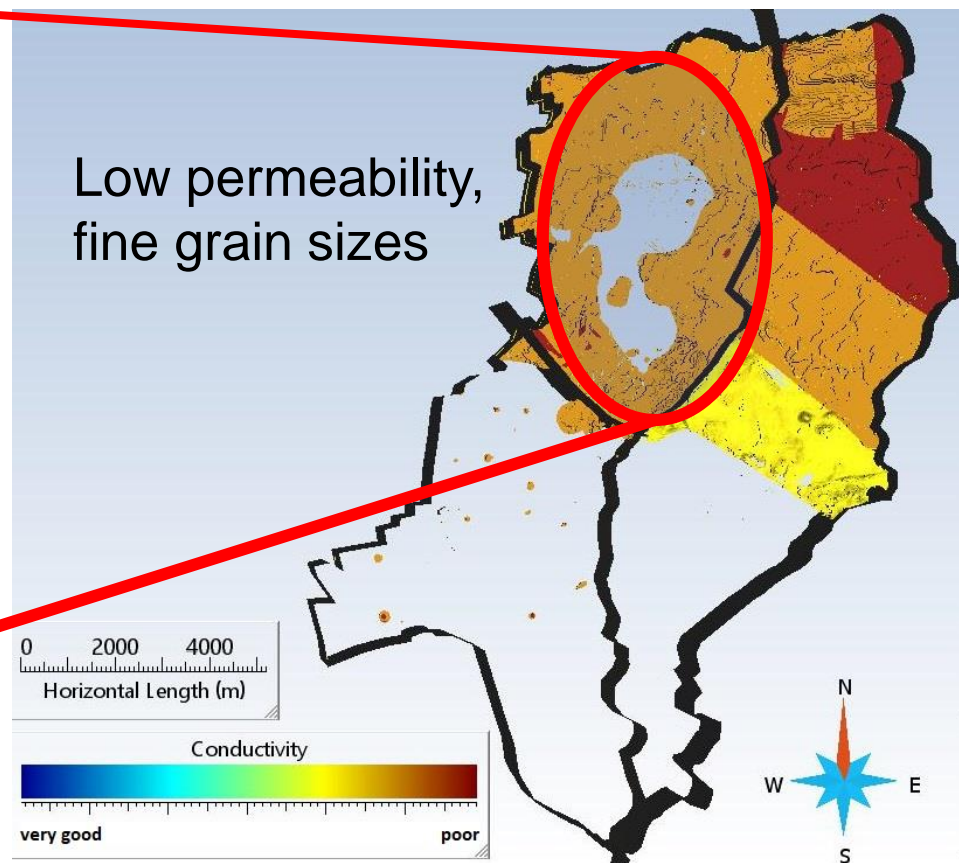 Low permeability,
fine grain sizes
0 2000 4000
Horizontal Length (m)
Conductivity
very good poor
N
W E
S